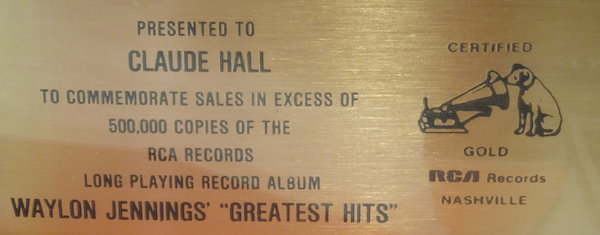 PRESENTED TO
CLAUDE HALL
TO COMMEMORATE SALES IN EXCESS OF
500,000 COPIES OF THE
RCA RECORDS
LONG PLAYING RECORD ALBUM
WAYLON JENNINGS' "GREATEST HITS"
CERTIFIED
GOLD
RCA Records
NASHVILLE